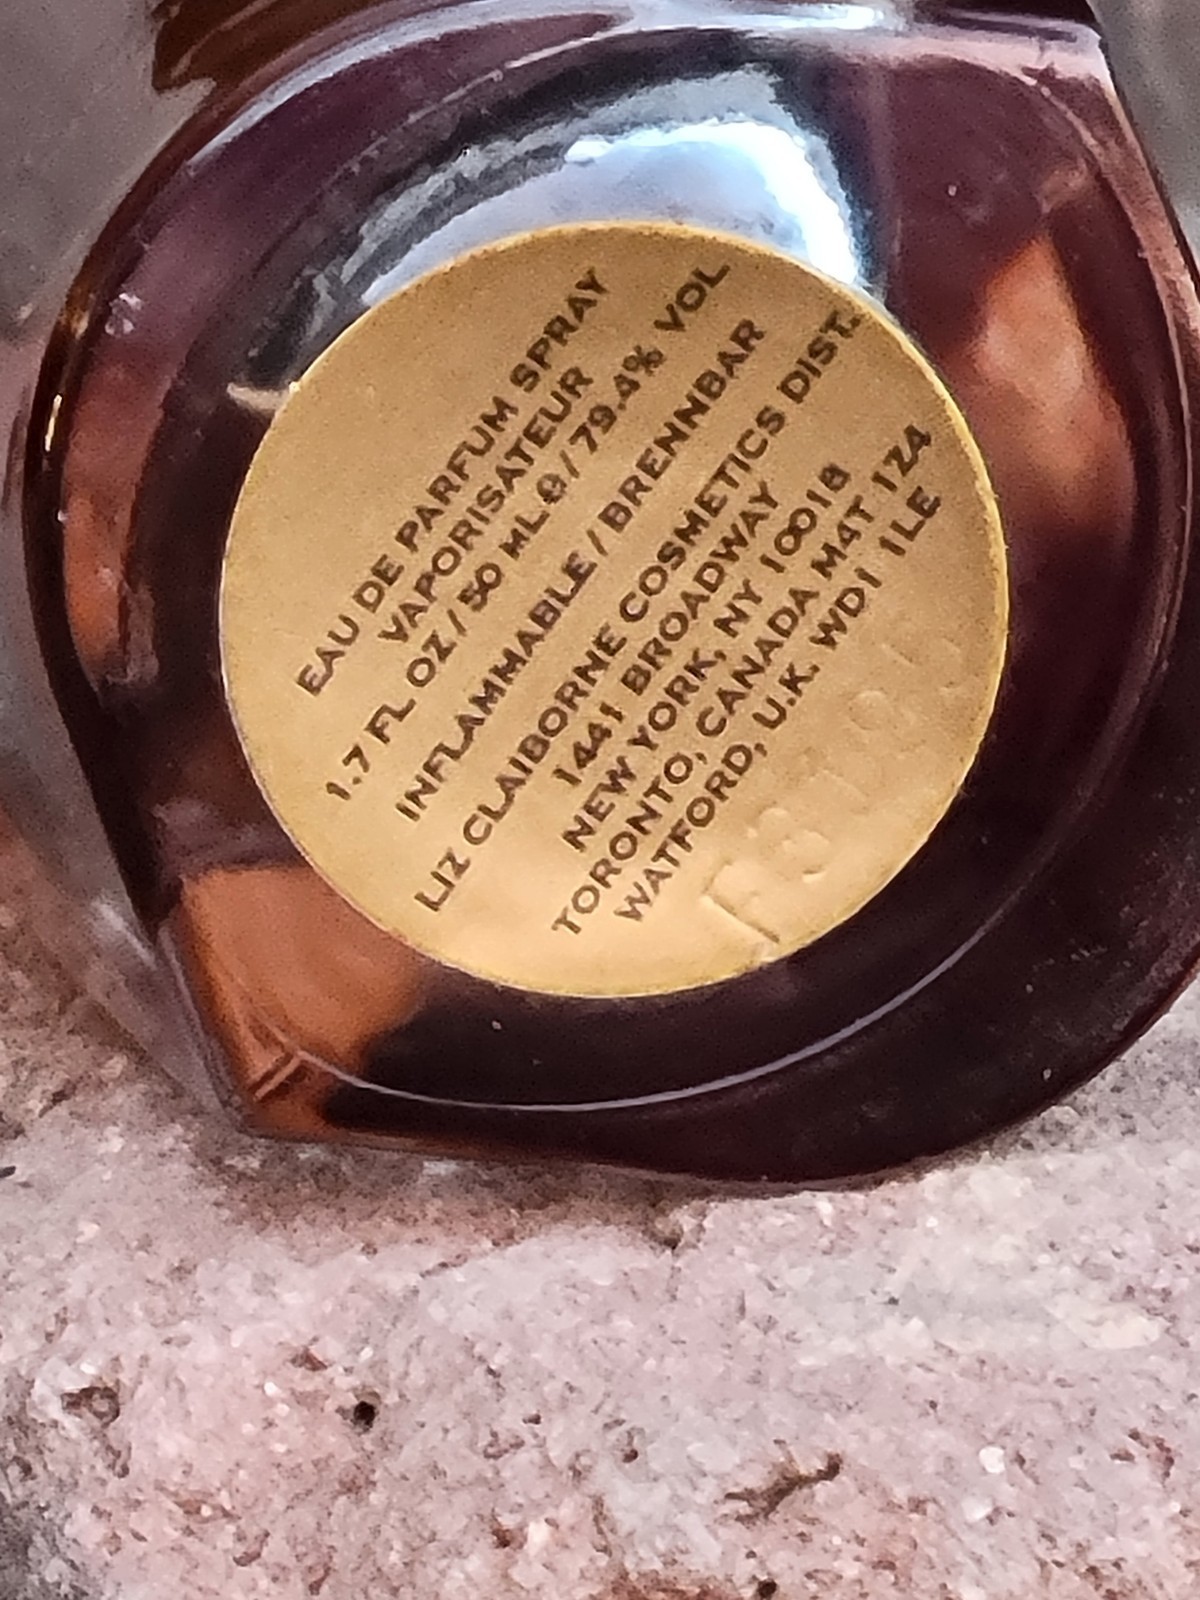 EAU DE PARFUM SPRAY
VAPORISATEUR
1.7 FL OZ / 50 ML ℮ / 79.4% VOL
INFLAMMABLE / BRENNBAR
LIZ CLAIBORNE COSMETICS DIST.
1441 BROADWAY
NEW YORK, NY 10018
TORONTO, CANADA M4T 1Z4
WATFORD, U.K. WD1 1LE